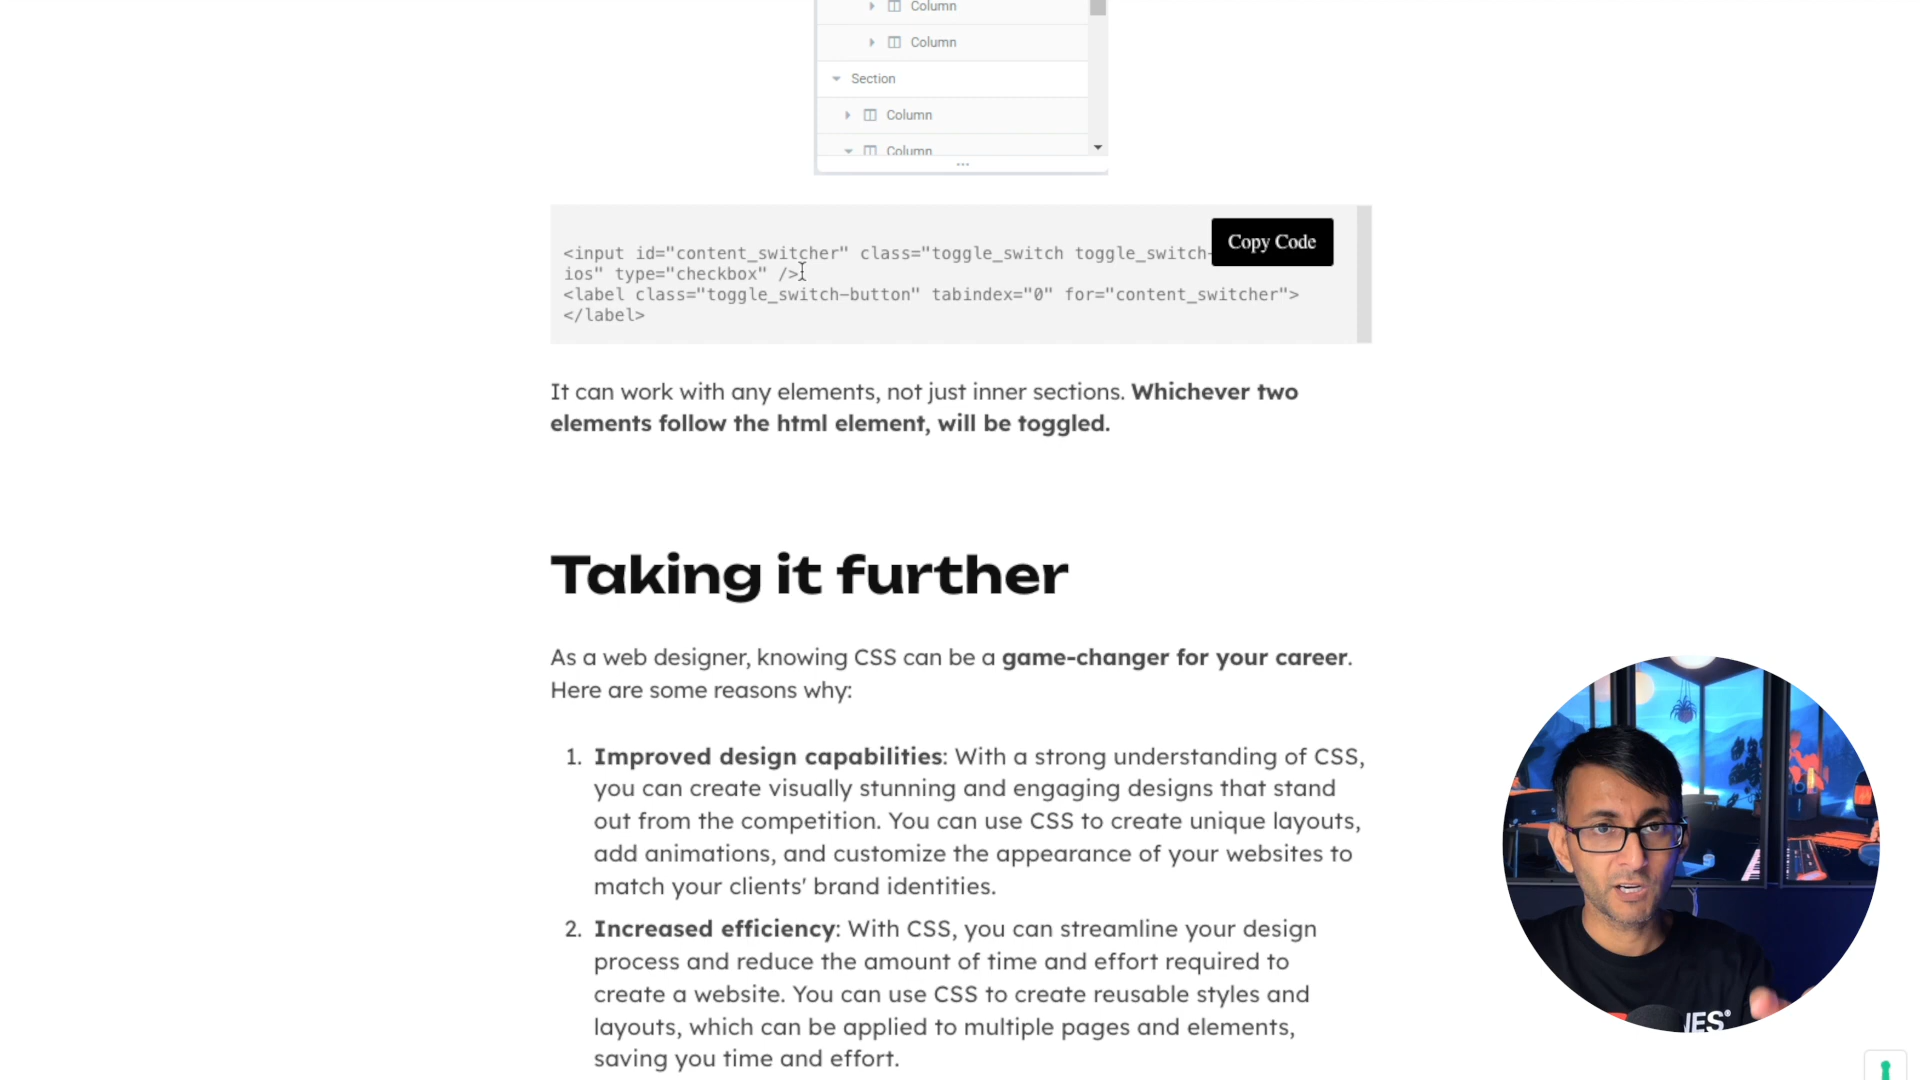 Column
Column
Section
Column
Column
Copy Code
<input id="content_switcher" class="toggle_switch toggle_switch-
ios" type="checkbox" />
<label class="toggle_switch-button" tabindex="0" for="content_switcher">
</label>
It can work with any elements, not just inner sections. Whichever two
elements follow the html element, will be toggled.
Taking it further
As a web designer, knowing CSS can be a game-changer for your career.
Here are some reasons why:
1. Improved design capabilities: With a strong understanding of CSS,
you can create visually stunning and engaging designs that stand
out from the competition. You can use CSS to create unique layouts,
add animations, and customize the appearance of your websites to
match your clients' brand identities.
2. Increased efficiency: With CSS, you can streamline your design
process and reduce the amount of time and effort required to
create a website. You can use CSS to create reusable styles and
layouts, which can be applied to multiple pages and elements,
saving you time and effort.